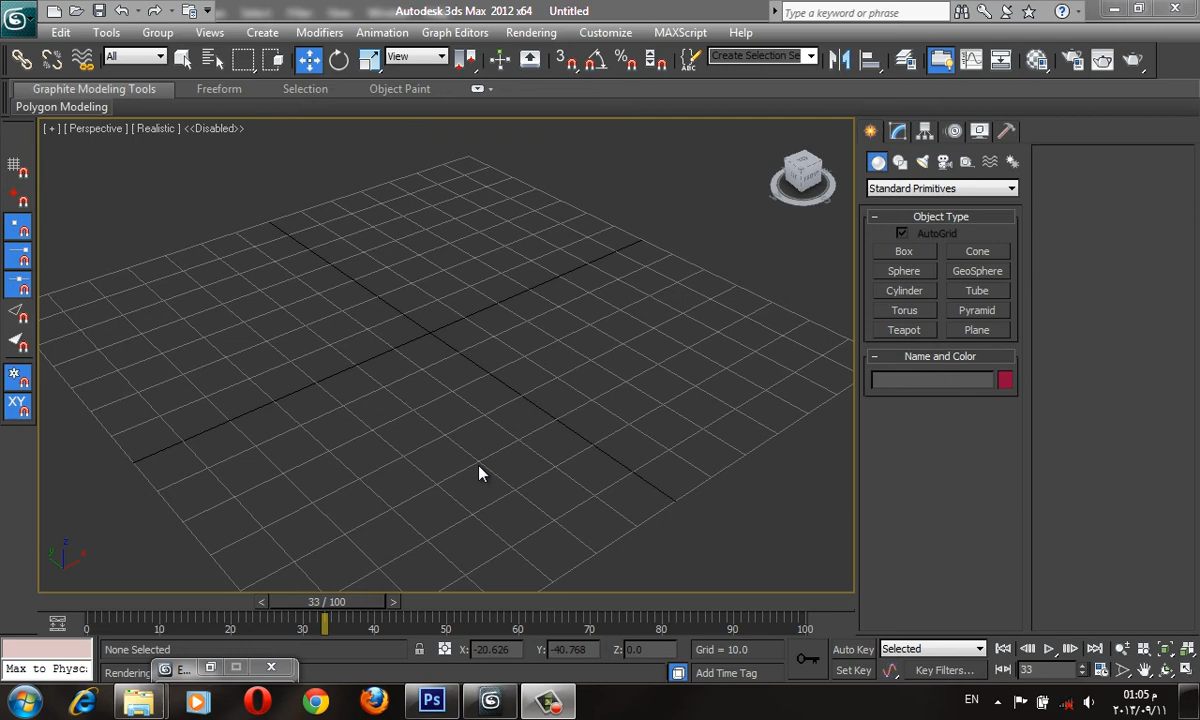 Autodesk 3ds Max 2012 x64 Untitled
Type a keyword or phrase
Edit Tools Group Views Create Modifiers Animation Graph Editors Rendering Customize MAXScript Help
All View 3 Create Selection Se
Graphite Modeling Tools Freeform Selection Object Paint
Polygon Modeling
[ + ] [ Perspective ] [ Realistic ] <<Disabled>>
Standard Primitives
Object Type
AutoGrid
Box Cone
Sphere GeoSphere
Cylinder Tube
Torus Pyramid
Teapot Plane
Name and Color
XY
z
y x
< 33 / 100 >
0 10 20 30 40 50 60 70 80 90 100
None Selected X: -20.626 Y: -40.768 Z: 0.0 Grid = 10.0 Auto Key Selected
Max to Physc Rendering E... Add Time Tag Set Key Key Filters... 33
Ps EN 01:05 م
٢٠١٣/٠٩/١١